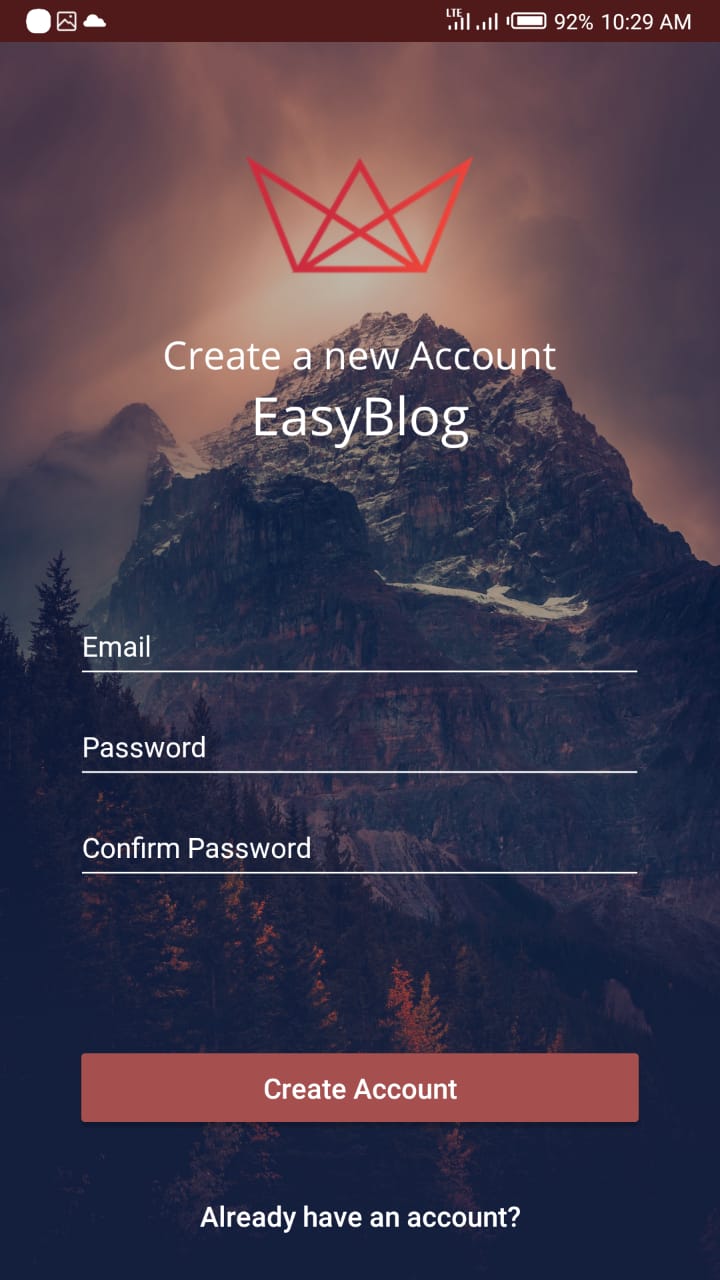 LTE 92% 10:29 AM
Create a new Account
EasyBlog
Email
Password
Confirm Password
Create Account
Already have an account?